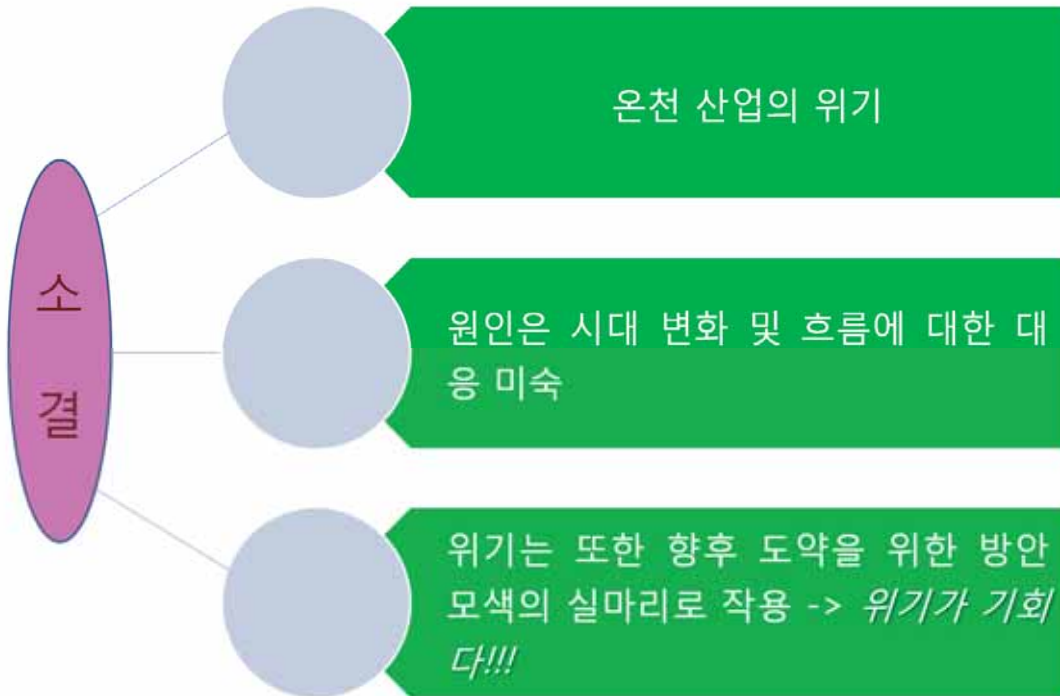 소
결
온천 산업의 위기
원인은 시대 변화 및 흐름에 대한 대
응 미숙
위기는 또한 향후 도약을 위한 방안
모색의 실마리로 작용 -> 위기가 기회
다!!!